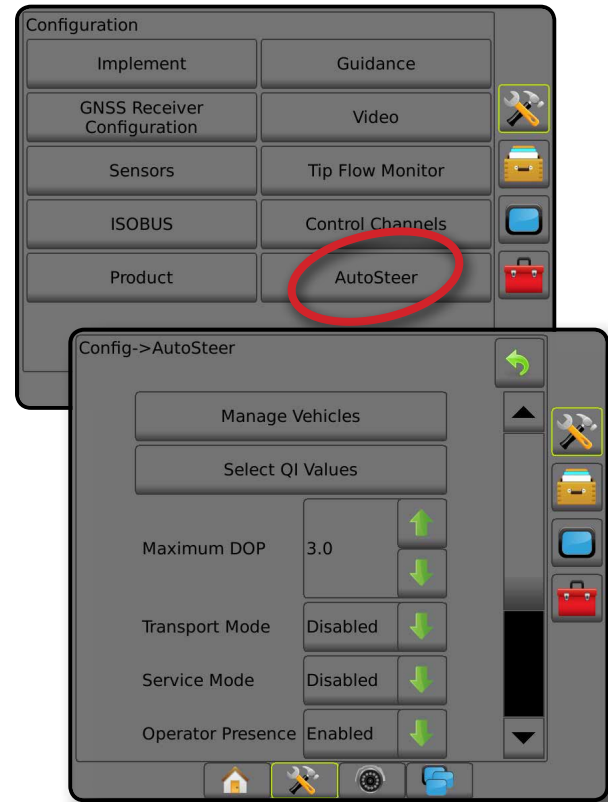 Configuration
Implement
Guidance
GNSS Receiver
Configuration
Video
Sensors
Tip Flow Monitor
ISOBUS
Control Channels
Product
AutoSteer
Config->AutoSteer
Manage Vehicles
Select QI Values
Maximum DOP
3.0
Transport Mode
Disabled
Service Mode
Disabled
Operator Presence
Enabled